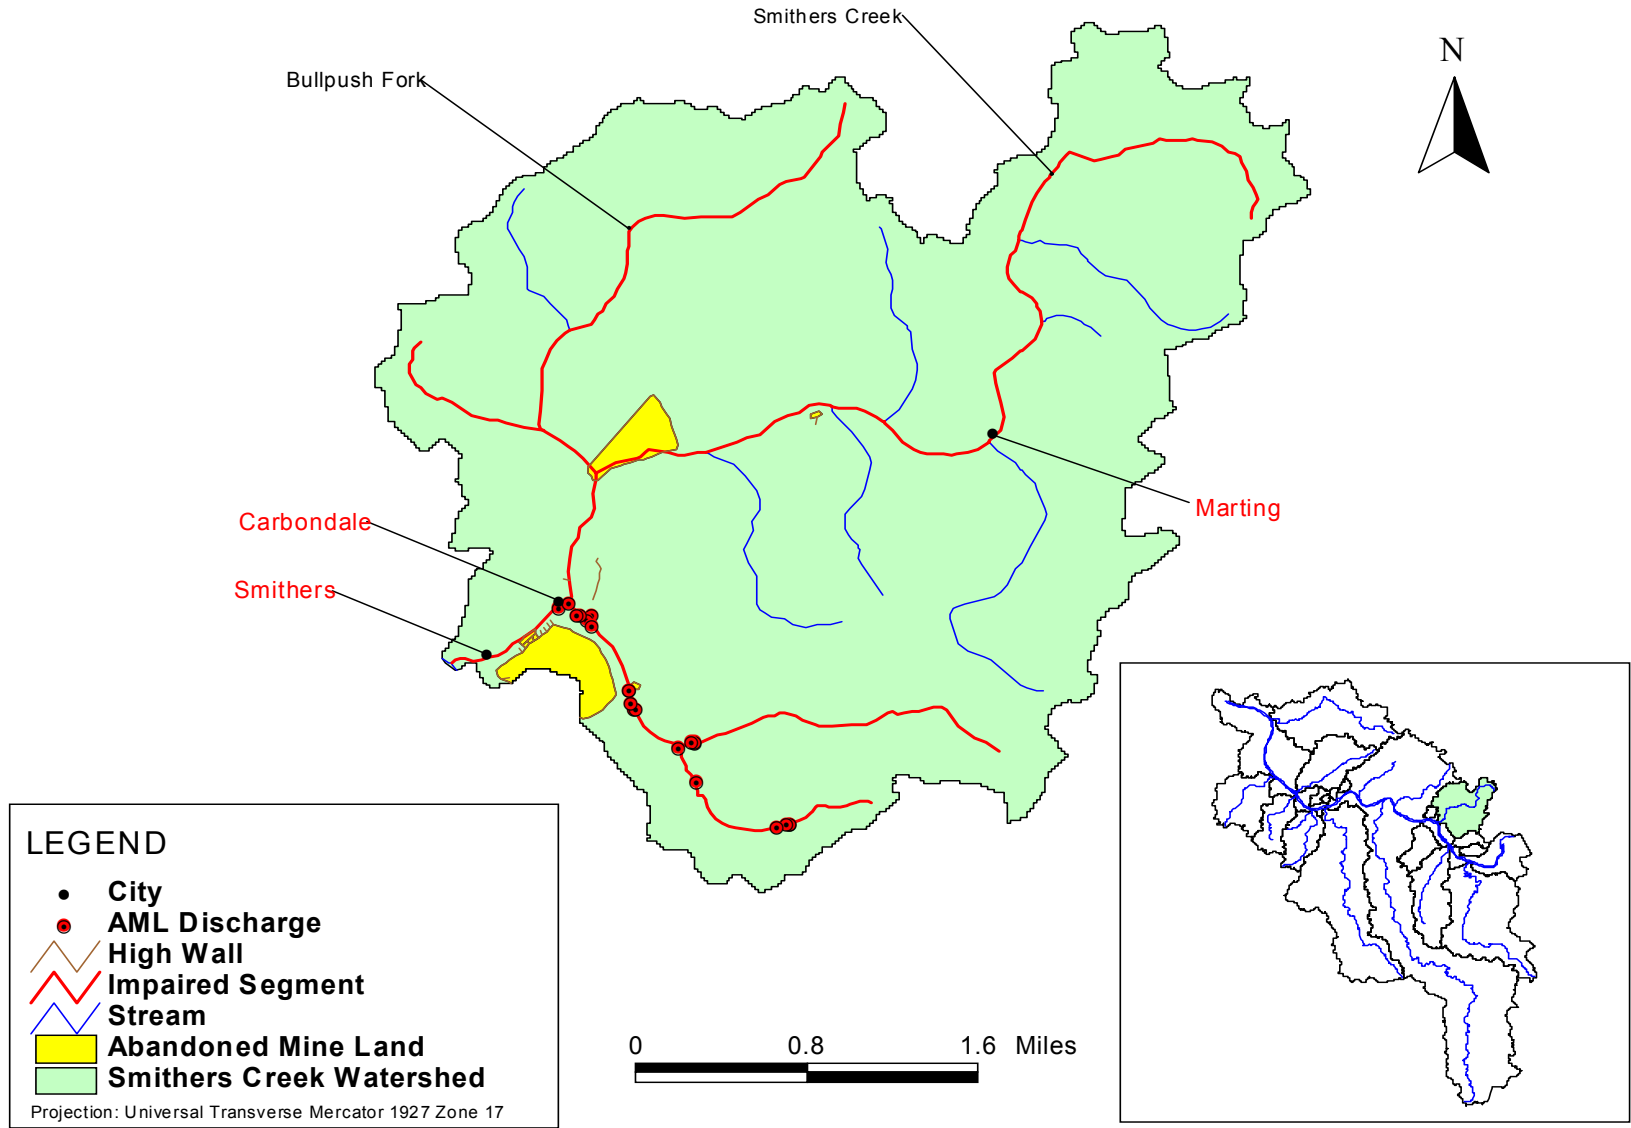 Smithers Creek
Bullpush Fork
N
Marting
Carbondale
Smithers
LEGEND
City
AML Discharge
High Wall
Impaired Segment
Stream
Abandoned Mine Land
Smithers Creek Watershed
Projection: Universal Transverse Mercator 1927 Zone 17
0 0.8 1.6 Miles